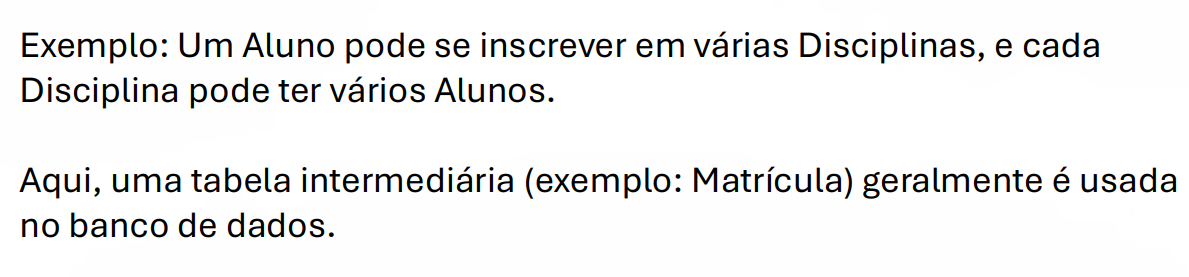 Exemplo: Um Aluno pode se inscrever em várias Disciplinas, e cada
Disciplina pode ter vários Alunos.
Aqui, uma tabela intermediária (exemplo: Matrícula) geralmente é usada
no banco de dados.